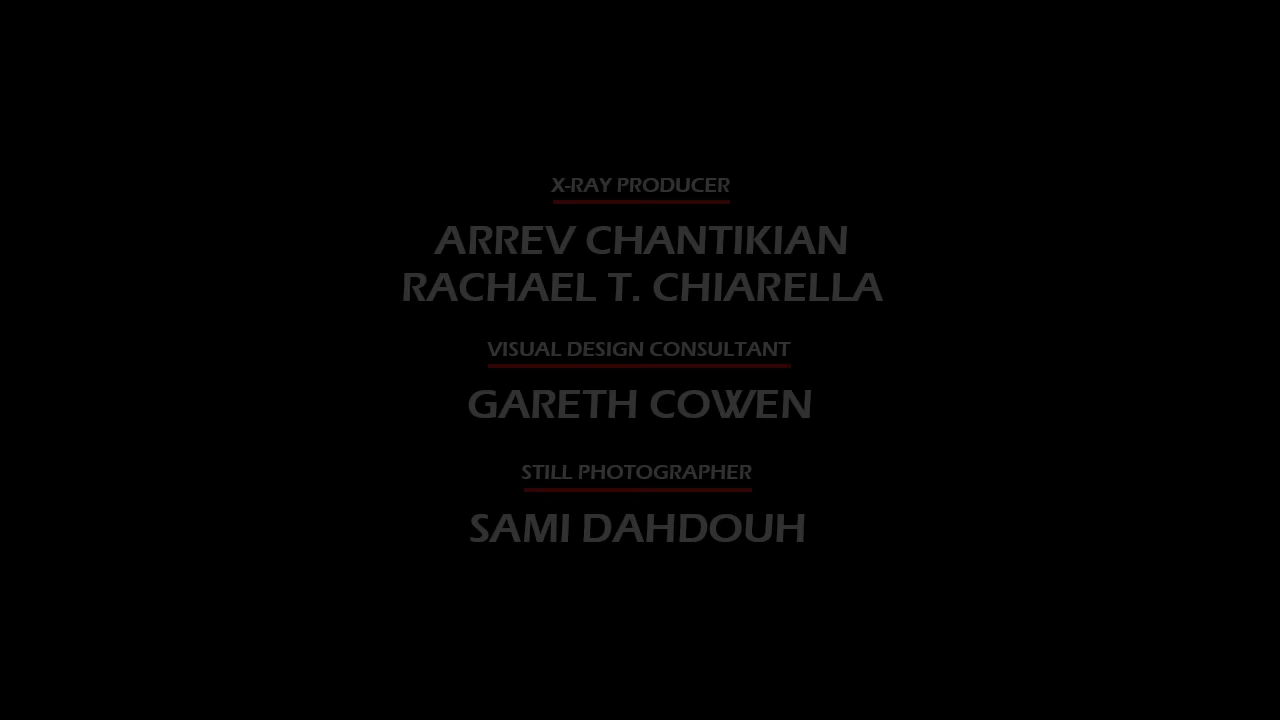 X-RAY PRODUCER
ARREV CHANTIKIAN
RACHAEL T. CHIARELLA
VISUAL DESIGN CONSULTANT
GARETH COWEN
STILL PHOTOGRAPHER
SAMI DAHDOUH